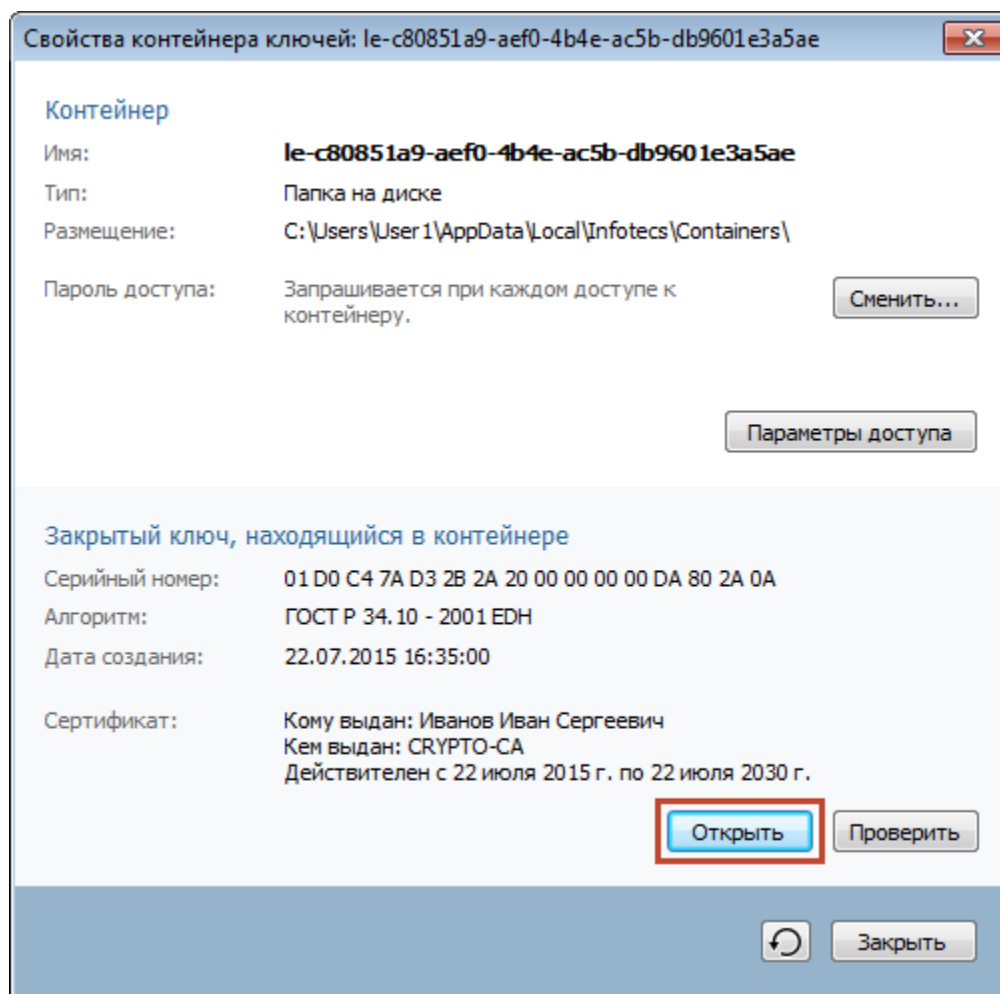 Свойства контейнера ключей: le-c80851a9-aef0-4b4e-ac5b-db9601e3a5ae
Контейнер
Имя: le-c80851a9-aef0-4b4e-ac5b-db9601e3a5ae
Тип: Папка на диске
Размещение: C:\Users\User1\AppData\Local\Infotecs\Containers\
Пароль доступа: Запрашивается при каждом доступе к
контейнеру.
Сменить...
Параметры доступа
Закрытый ключ, находящийся в контейнере
Серийный номер: 01 D0 C4 7A D3 2B 2A 20 00 00 00 00 DA 80 2A 0A
Алгоритм: ГОСТ Р 34.10 - 2001 EDH
Дата создания: 22.07.2015 16:35:00
Сертификат: Кому выдан: Иванов Иван Сергеевич
Кем выдан: CRYPTO-CA
Действителен с 22 июля 2015 г. по 22 июля 2030 г.
Открыть Проверить
Закрыть